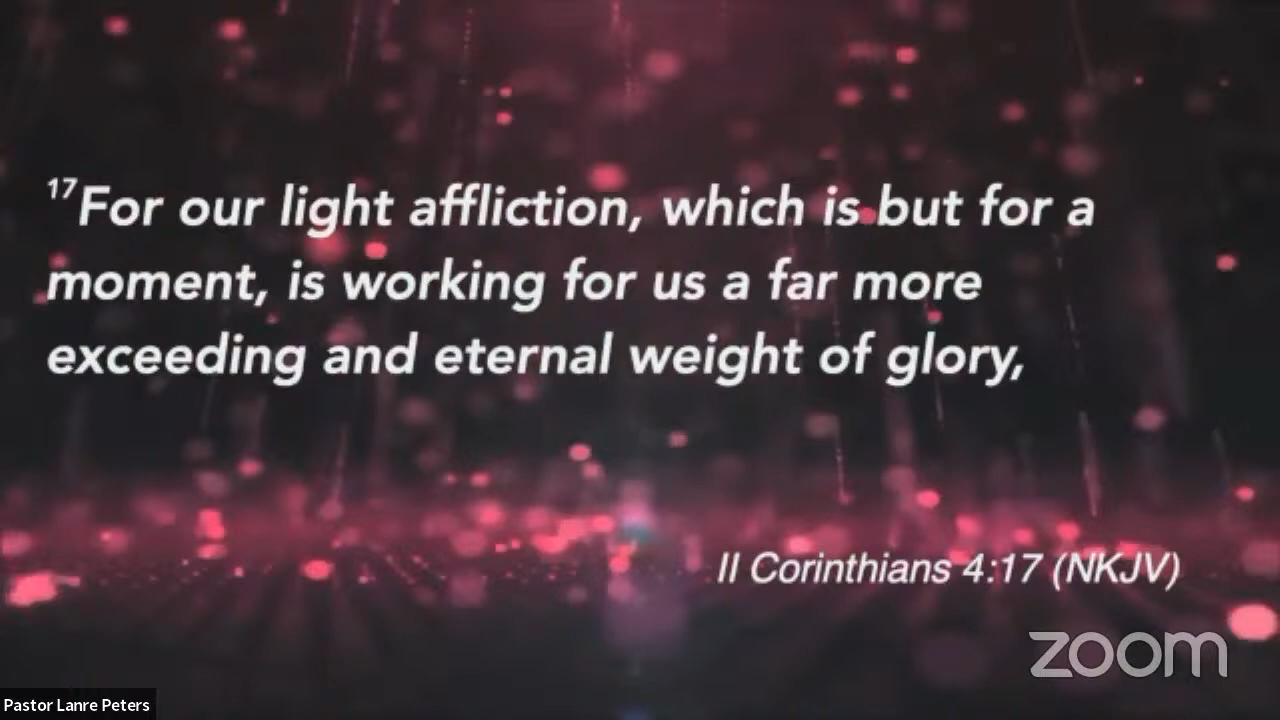 ¹⁷For our light affliction, which is but for a
moment, is working for us a far more
exceeding and eternal weight of glory,
II Corinthians 4:17 (NKJV)
zoom
Pastor Lanre Peters